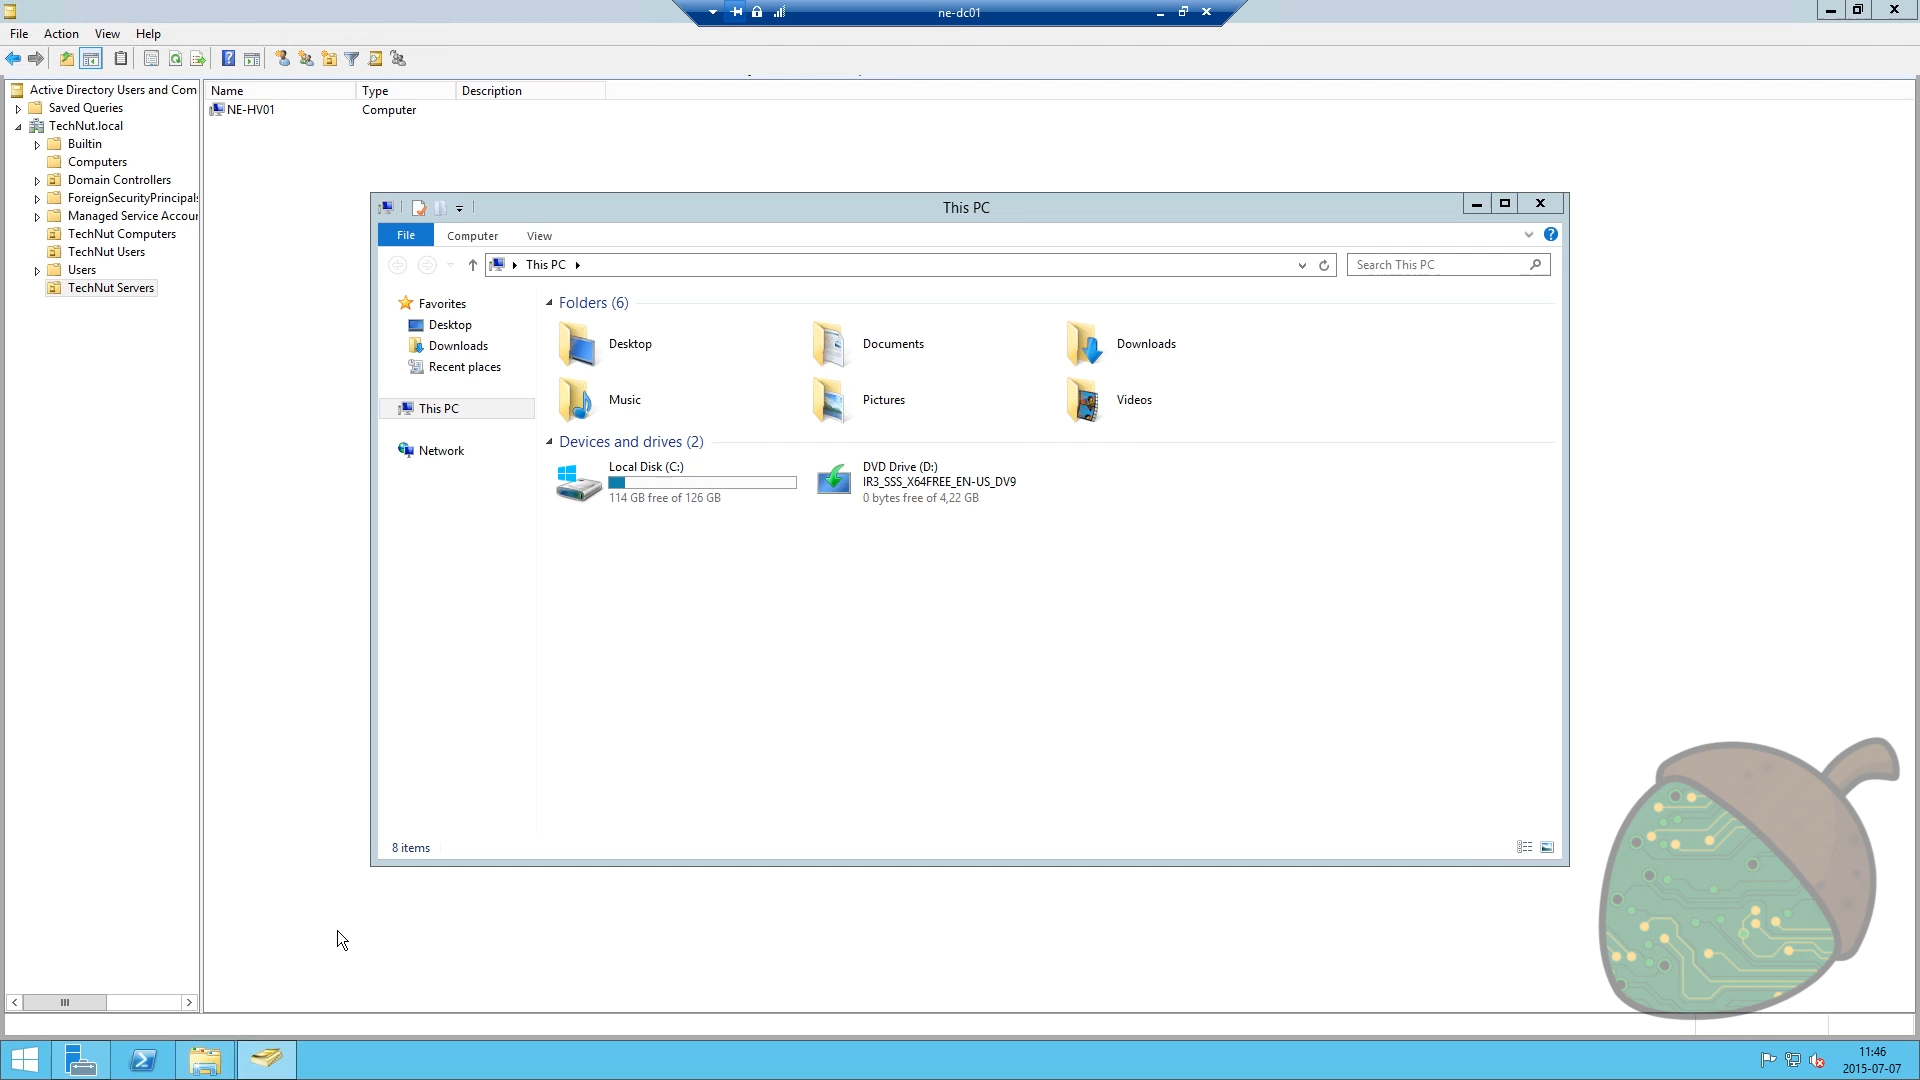 ne-dc01
File Action View Help
Active Directory Users and Com
Saved Queries
TechNut.local
Builtin
Computers
Domain Controllers
ForeignSecurityPrincipals
Managed Service Accour
TechNut Computers
TechNut Users
Users
TechNut Servers
Name Type Description
NE-HV01 Computer
This PC
File Computer View
This PC
Search This PC
Favorites
Desktop
Downloads
Recent places
This PC
Network
Folders (6)
Desktop Documents Downloads
Music Pictures Videos
Devices and drives (2)
Local Disk (C:)
114 GB free of 126 GB
DVD Drive (D:)
IR3_SSS_X64FREE_EN-US_DV9
0 bytes free of 4,22 GB
8 items
11:46
2015-07-07